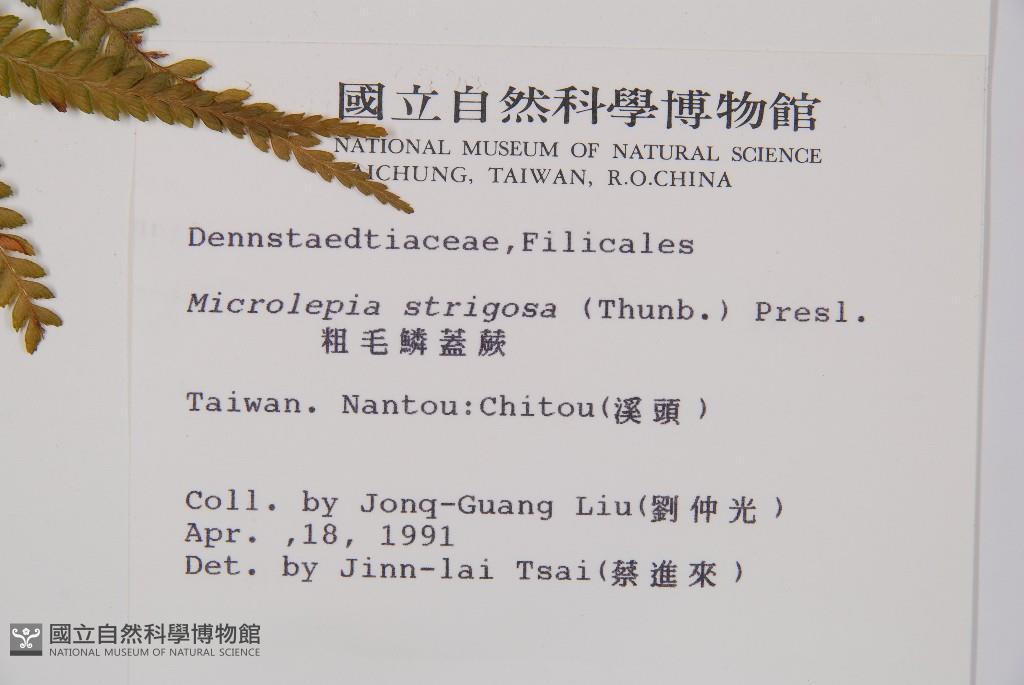 國立自然科學博物館
NATIONAL MUSEUM OF NATURAL SCIENCE
AICHUNG, TAIWAN, R.O.CHINA
Dennstaedtiaceae,Filicales
Microlepia strigosa (Thunb.) Presl.
粗毛鱗蓋蕨
Taiwan. Nantou:Chitou(溪頭)
Coll. by Jonq-Guang Liu(劉仲光)
Apr. ,18, 1991
Det. by Jinn-lai Tsai(蔡進來)
國立自然科學博物館
NATIONAL MUSEUM OF NATURAL SCIENCE